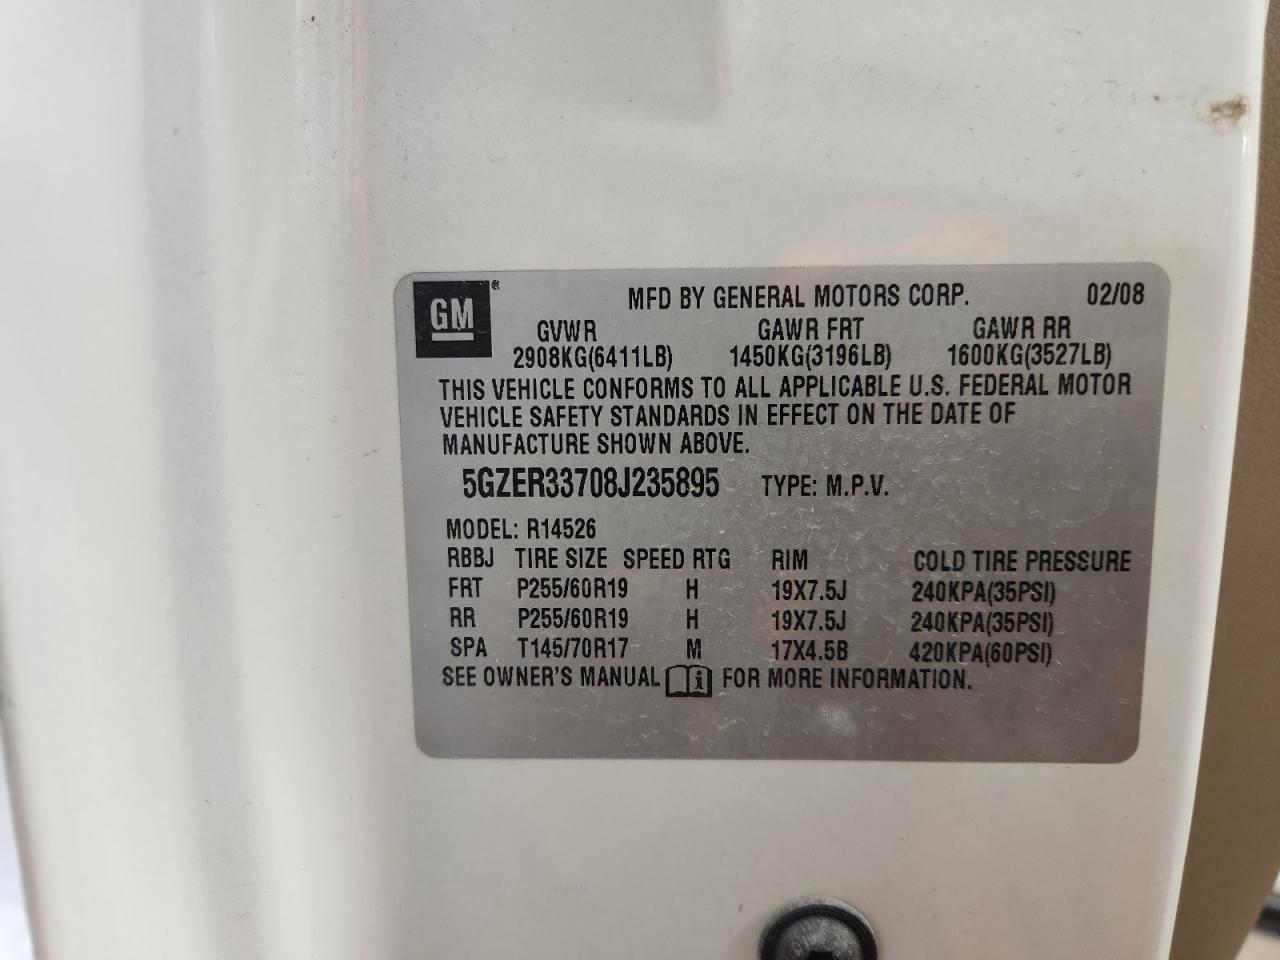 GM ® MFD BY GENERAL MOTORS CORP. 02/08
GVWR GAWR FRT GAWR RR
2908KG(6411LB) 1450KG(3196LB) 1600KG(3527LB)
THIS VEHICLE CONFORMS TO ALL APPLICABLE U.S. FEDERAL MOTOR
VEHICLE SAFETY STANDARDS IN EFFECT ON THE DATE OF
MANUFACTURE SHOWN ABOVE.
5GZER33708J235895 TYPE: M.P.V.
MODEL: R14526
RBBJ TIRE SIZE SPEED RTG RIM COLD TIRE PRESSURE
FRT P255/60R19 H 19X7.5J 240KPA(35PSI)
RR P255/60R19 H 19X7.5J 240KPA(35PSI)
SPA T145/70R17 M 17X4.5B 420KPA(60PSI)
SEE OWNER'S MANUAL i FOR MORE INFORMATION.